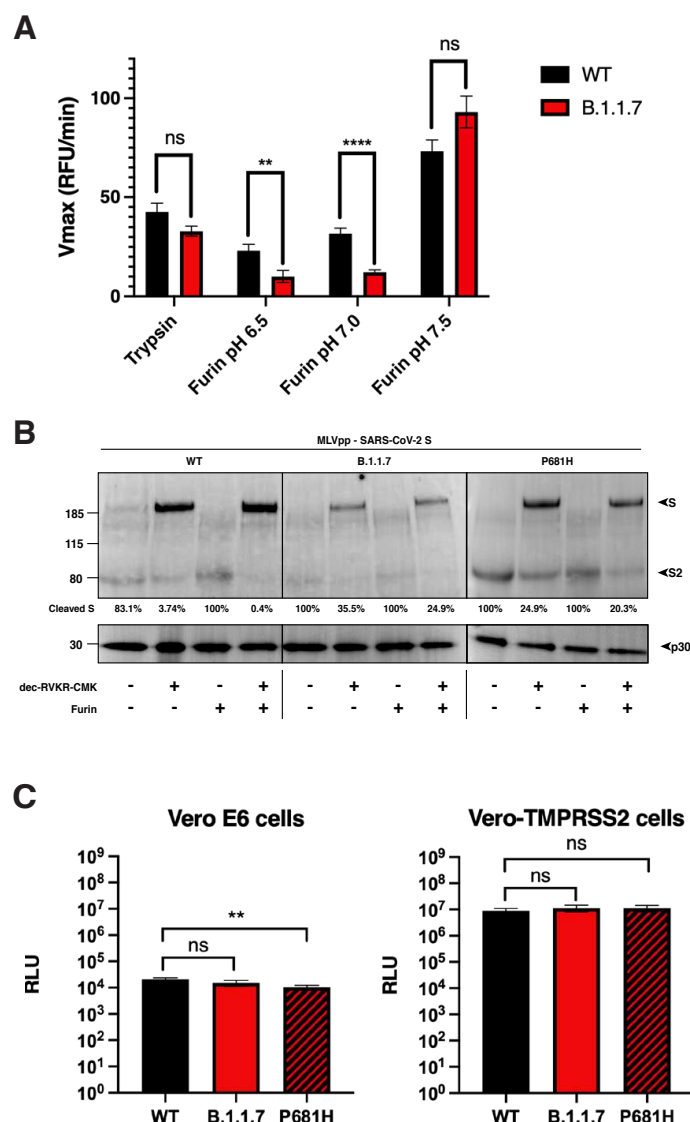 A
ns
WT
B.1.1.7
Vmax (RFU/min)
100
50
0
ns
**
****
Trypsin
Furin pH 6.5
Furin pH 7.0
Furin pH 7.5
B
MLVpp - SARS-CoV-2 S
WT
B.1.1.7
P681H
185
115
80
S
S2
Cleaved S 83.1% 3.74% 100% 0.4% 100% 35.5% 100% 24.9% 100% 24.9% 100% 20.3%
30
p30
dec-RVKR-CMK - + - + - + - + - + - +
Furin - - + + - - + + - - + +
C
Vero E6 cells
RLU
10⁹
10⁸
10⁷
10⁶
10⁵
10⁴
10³
10²
10¹
10⁰
**
ns
WT B.1.1.7 P681H
Vero-TMPRSS2 cells
RLU
10⁹
10⁸
10⁷
10⁶
10⁵
10⁴
10³
10²
10¹
10⁰
ns
ns
WT B.1.1.7 P681H